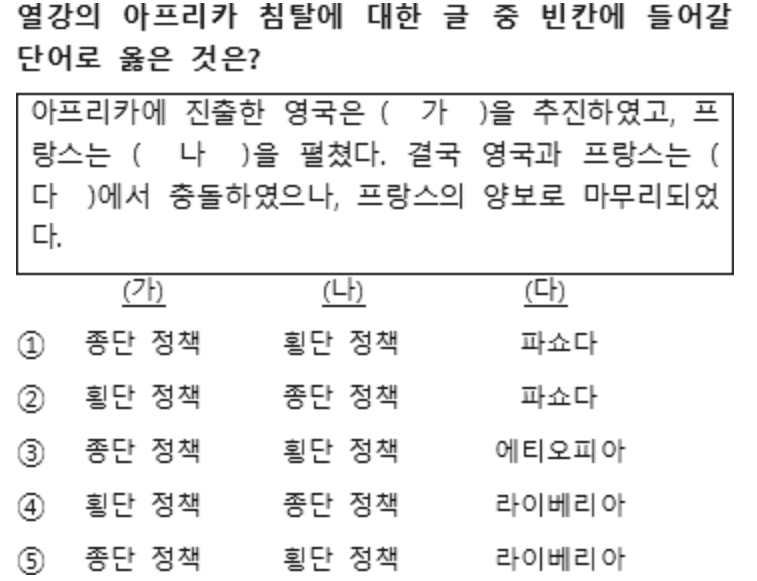 열강의 아프리카 침탈에 대한 글 중 빈칸에 들어갈
단어로 옳은 것은?
아프리카에 진출한 영국은 ( 가 )을 추진하였고, 프
랑스는 ( 나 )을 펼쳤다. 결국 영국과 프랑스는 (
다 )에서 충돌하였으나, 프랑스의 양보로 마무리되었
다.
(가) (나) (다)
① 종단 정책 횡단 정책 파쇼다
② 횡단 정책 종단 정책 파쇼다
③ 종단 정책 횡단 정책 에티오피아
④ 횡단 정책 종단 정책 라이베리아
⑤ 종단 정책 횡단 정책 라이베리아